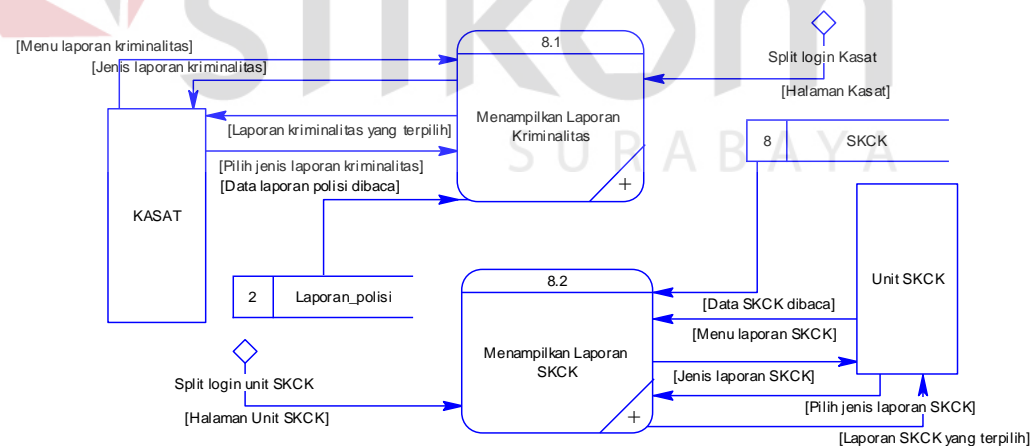 stikom
SURABAYA
[Menu laporan kriminalitas]
[Jenis laporan kriminalitas]
8.1
Split login Kasat
[Halaman Kasat]
Menampilkan Laporan
Kriminalitas
+
[Laporan kriminalitas yang terpilih]
[Pilih jenis laporan kriminalitas]
[Data laporan polisi dibaca]
8
SKCK
KASAT
2
Laporan_polisi
8.2
Unit SKCK
[Data SKCK dibaca]
[Menu laporan SKCK]
Menampilkan Laporan
SKCK
+
Split login unit SKCK
[Halaman Unit SKCK]
[Jenis laporan SKCK]
[Pilih jenis laporan SKCK]
[Laporan SKCK yang terpilih]